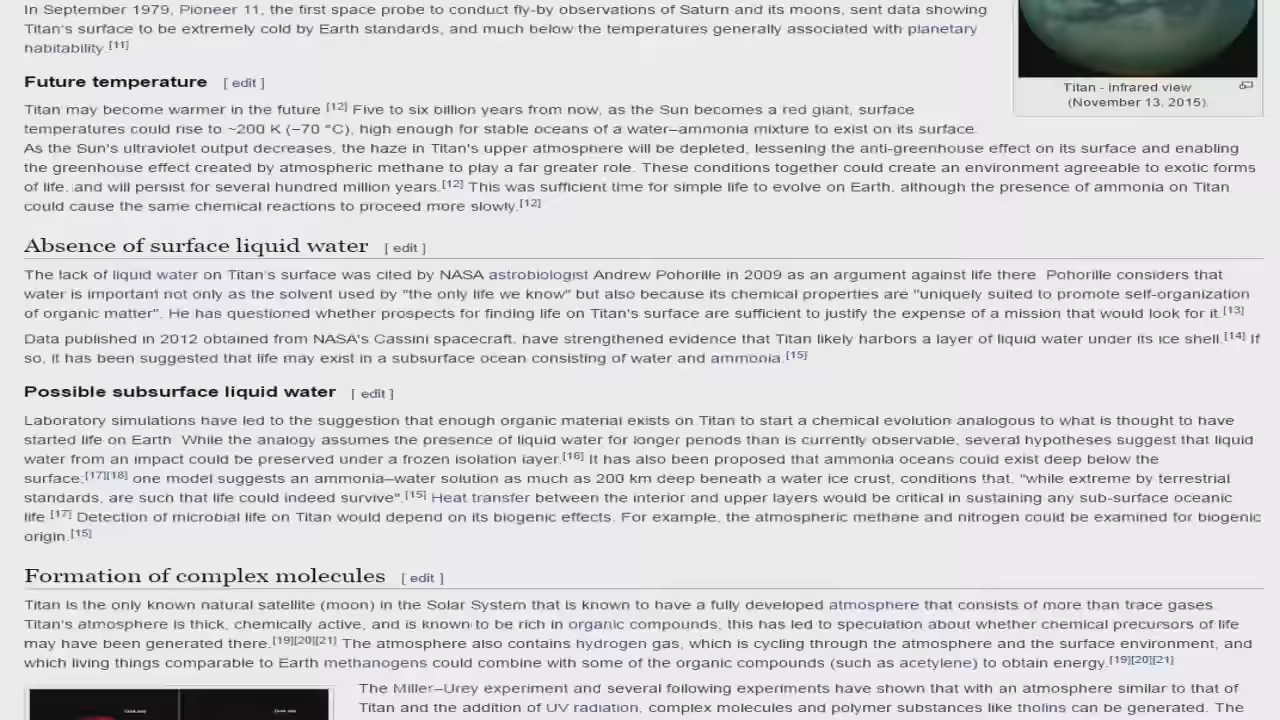 In September 1979, Pioneer 11, the first space probe to conduct fly-by observations of Saturn and its moons, sent data showing
Titan's surface to be extremely cold by Earth standards, and much below the temperatures generally associated with planetary
habitability.[11]
Titan - infrared view
(November 13, 2015).
Future temperature [ edit ]
Titan may become warmer in the future.[12] Five to six billion years from now, as the Sun becomes a red giant, surface
temperatures could rise to ~200 K (−70 °C), high enough for stable oceans of a water–ammonia mixture to exist on its surface.
As the Sun's ultraviolet output decreases, the haze in Titan's upper atmosphere will be depleted, lessening the anti-greenhouse effect on its surface and enabling
the greenhouse effect created by atmospheric methane to play a far greater role. These conditions together could create an environment agreeable to exotic forms
of life, and will persist for several hundred million years.[12] This was sufficient time for simple life to evolve on Earth, although the presence of ammonia on Titan
could cause the same chemical reactions to proceed more slowly.[12]
Absence of surface liquid water [ edit ]
The lack of liquid water on Titan's surface was cited by NASA astrobiologist Andrew Pohorille in 2009 as an argument against life there. Pohorille considers that
water is important not only as the solvent used by "the only life we know" but also because its chemical properties are "uniquely suited to promote self-organization
of organic matter". He has questioned whether prospects for finding life on Titan's surface are sufficient to justify the expense of a mission that would look for it.[13]
Data published in 2012 obtained from NASA's Cassini spacecraft, have strengthened evidence that Titan likely harbors a layer of liquid water under its ice shell.[14] If
so, it has been suggested that life may exist in a subsurface ocean consisting of water and ammonia.[15]
Possible subsurface liquid water [ edit ]
Laboratory simulations have led to the suggestion that enough organic material exists on Titan to start a chemical evolution analogous to what is thought to have
started life on Earth. While the analogy assumes the presence of liquid water for longer periods than is currently observable, several hypotheses suggest that liquid
water from an impact could be preserved under a frozen isolation layer.[16] It has also been proposed that ammonia oceans could exist deep below the
surface;[17][18] one model suggests an ammonia–water solution as much as 200 km deep beneath a water ice crust, conditions that, "while extreme by terrestrial
standards, are such that life could indeed survive".[15] Heat transfer between the interior and upper layers would be critical in sustaining any sub-surface oceanic
life.[17] Detection of microbial life on Titan would depend on its biogenic effects. For example, the atmospheric methane and nitrogen could be examined for biogenic
origin.[15]
Formation of complex molecules [ edit ]
Titan is the only known natural satellite (moon) in the Solar System that is known to have a fully developed atmosphere that consists of more than trace gases.
Titan's atmosphere is thick, chemically active, and is known to be rich in organic compounds; this has led to speculation about whether chemical precursors of life
may have been generated there.[19][20][21] The atmosphere also contains hydrogen gas, which is cycling through the atmosphere and the surface environment, and
which living things comparable to Earth methanogens could combine with some of the organic compounds (such as acetylene) to obtain energy.[19][20][21]
The Miller–Urey experiment and several following experiments have shown that with an atmosphere similar to that of
Titan and the addition of UV radiation, complex molecules and polymer substances like tholins can be generated. The